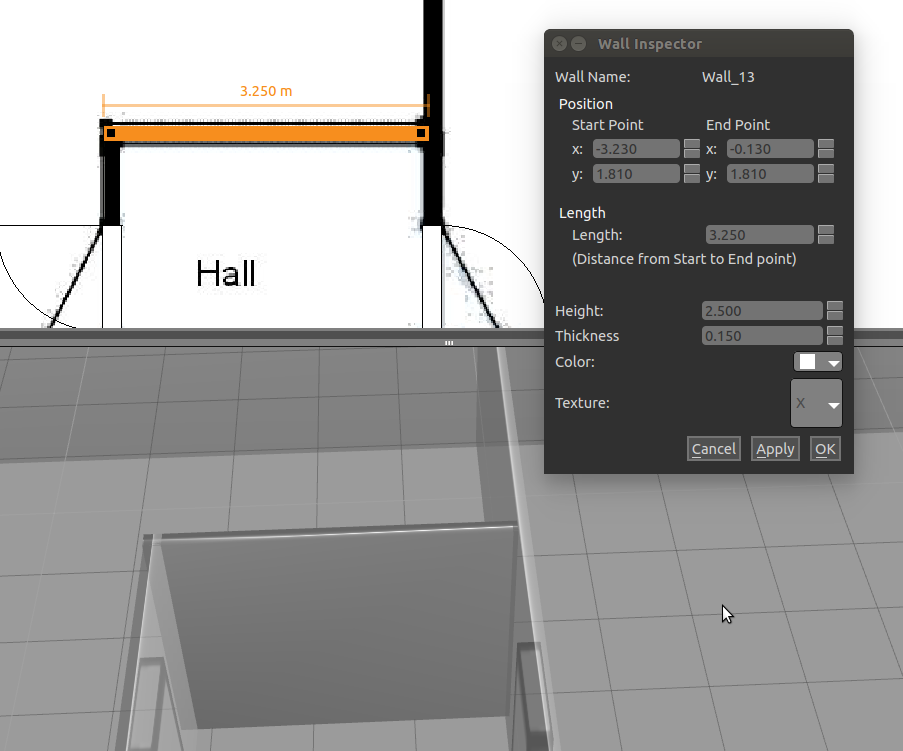 3.250 m
Hall
Wall Inspector
Wall Name: Wall_13
Position
Start Point End Point
x: -3.230 x: -0.130
y: 1.810 y: 1.810
Length
Length: 3.250
(Distance from Start to End point)
Height: 2.500
Thickness 0.150
Color:
Texture: X
Cancel Apply OK